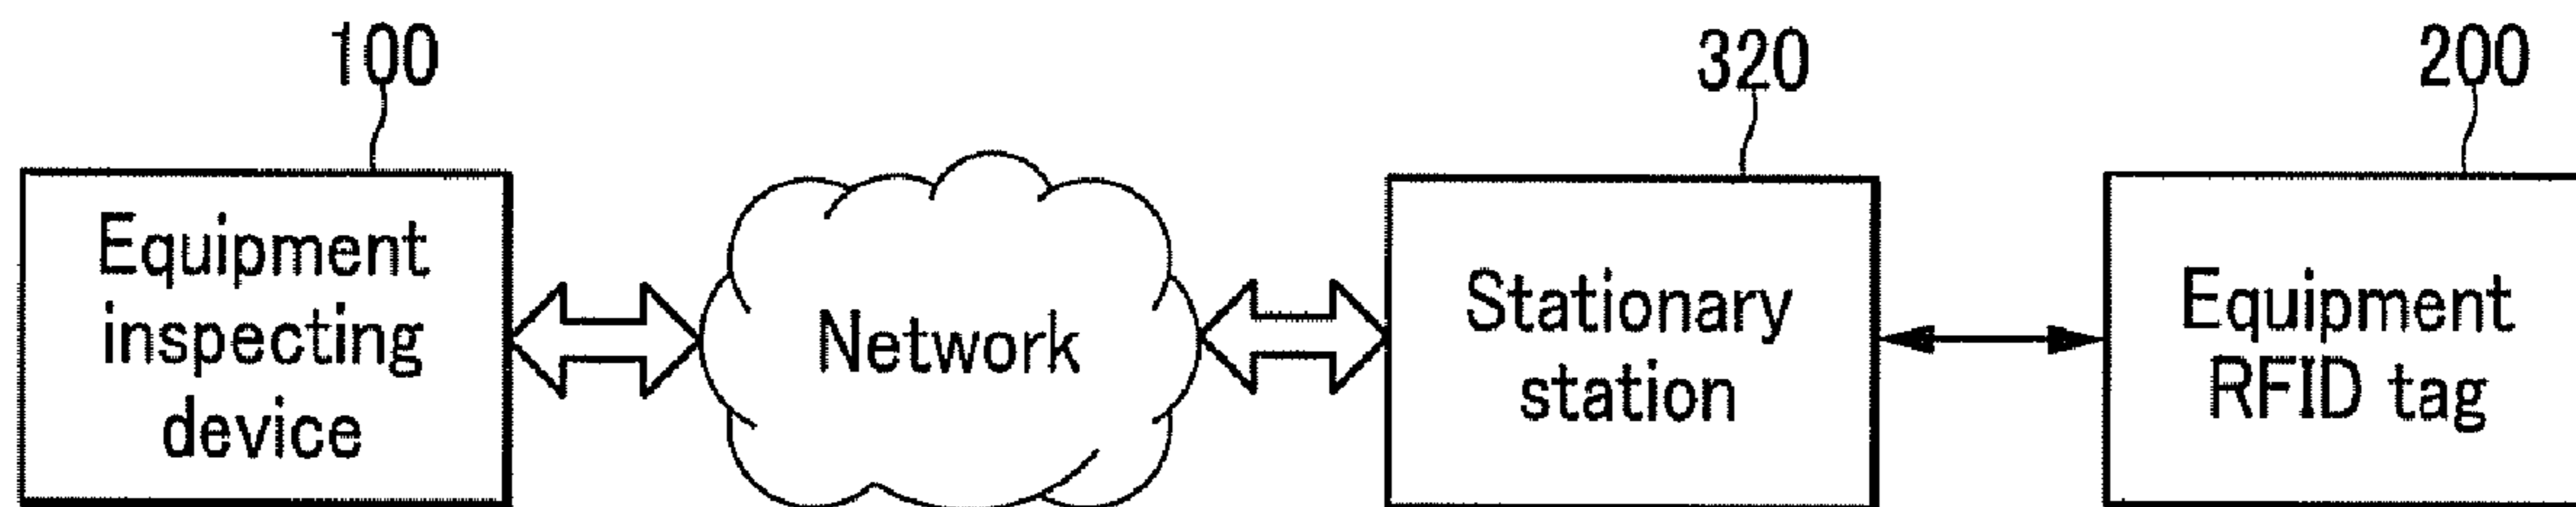 100
320
200
Equipment
inspecting
device
Network
Stationary
station
Equipment
RFID tag